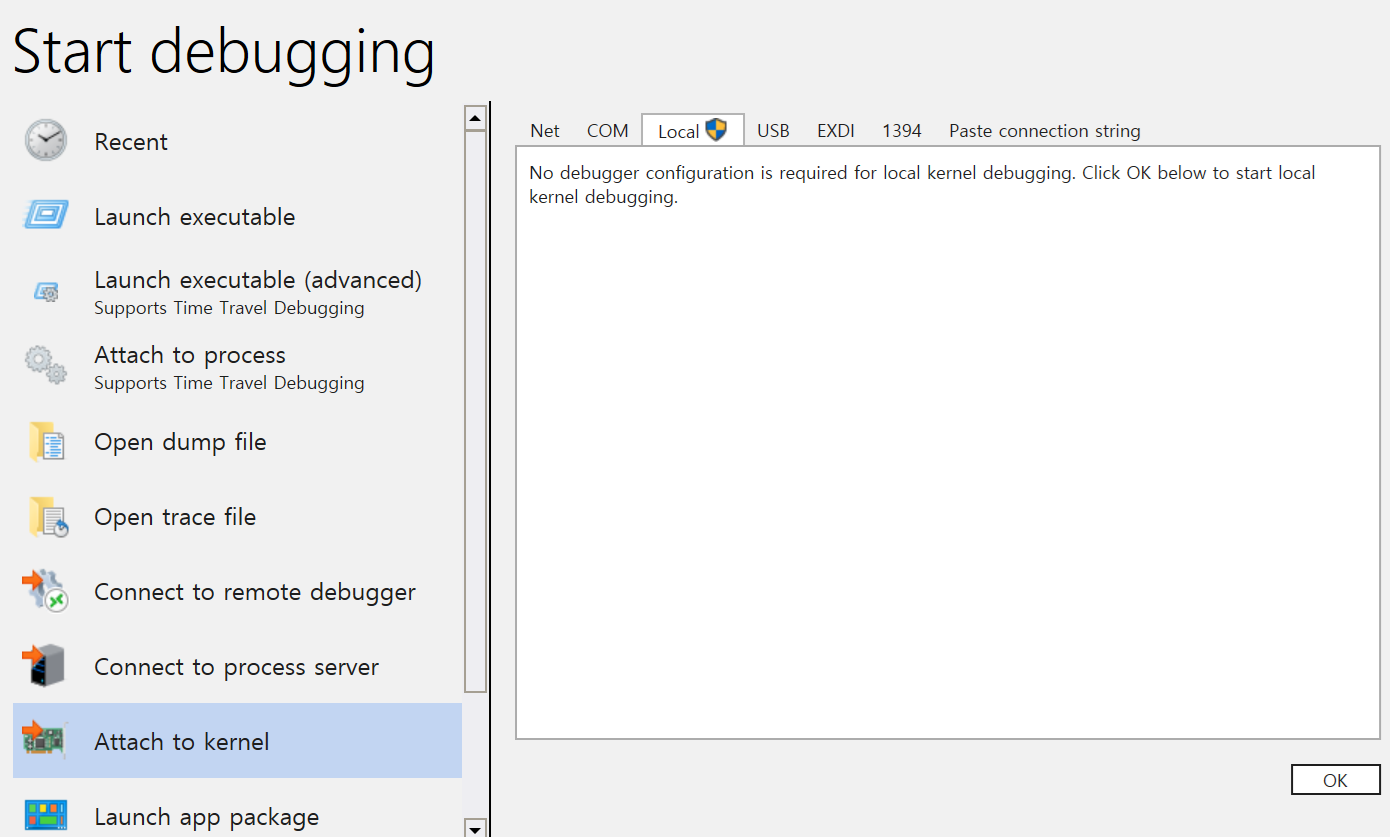 Start debugging
Recent
Launch executable
Launch executable (advanced)
Supports Time Travel Debugging
Attach to process
Supports Time Travel Debugging
Open dump file
Open trace file
Connect to remote debugger
Connect to process server
Attach to kernel
Launch app package
Net COM Local USB EXDI 1394 Paste connection string
No debugger configuration is required for local kernel debugging. Click OK below to start local
kernel debugging.
OK